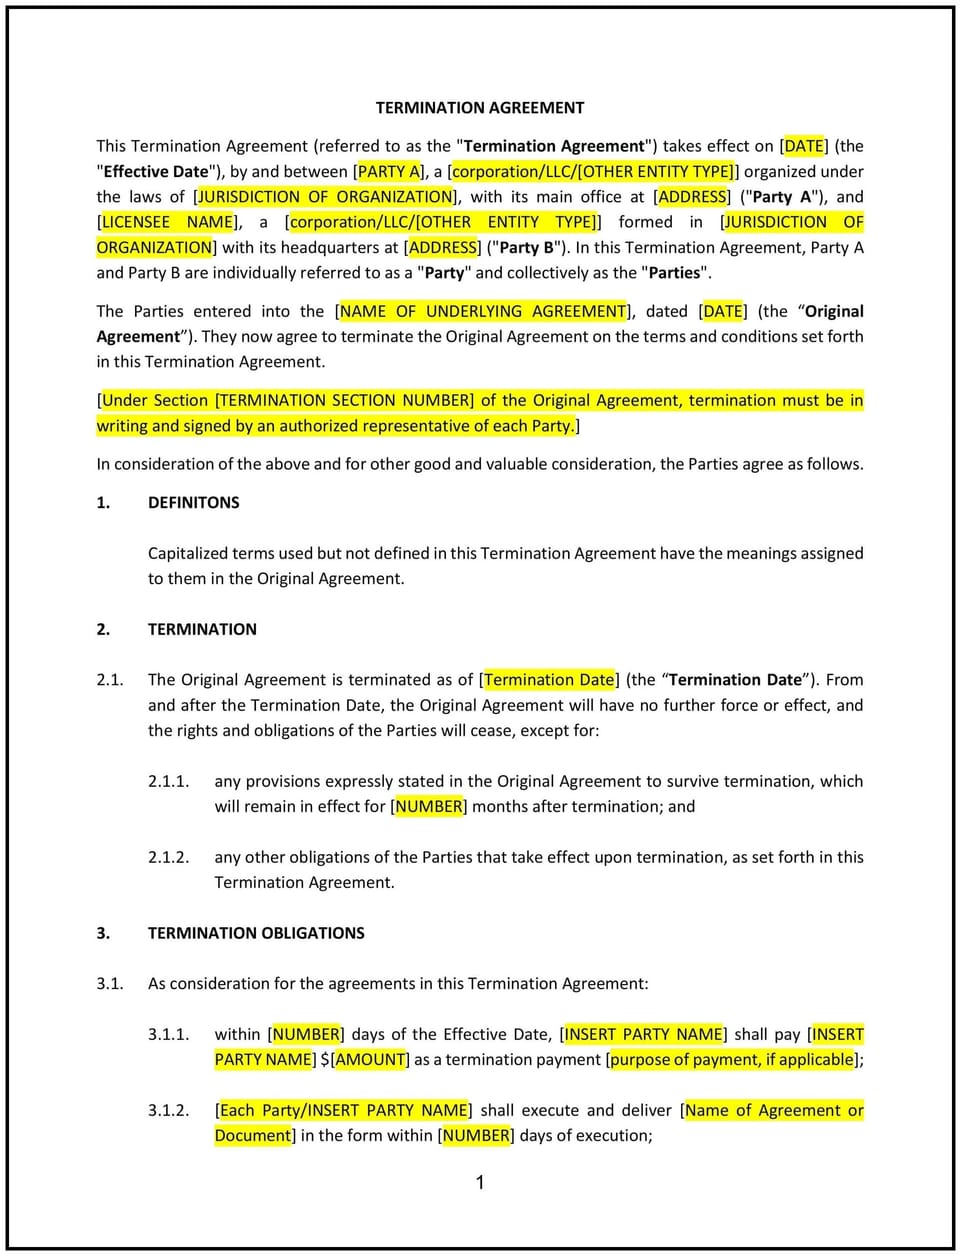 TERMINATION AGREEMENT
This Termination Agreement (referred to as the "Termination Agreement") takes effect on [DATE] (the
"Effective Date"), by and between [PARTY A], a [corporation/LLC/[OTHER ENTITY TYPE]] organized under
the laws of [JURISDICTION OF ORGANIZATION], with its main office at [ADDRESS] ("Party A"), and
[LICENSEE NAME], a [corporation/LLC/[OTHER ENTITY TYPE]] formed in [JURISDICTION OF
ORGANIZATION] with its headquarters at [ADDRESS] ("Party B"). In this Termination Agreement, Party A
and Party B are individually referred to as a "Party" and collectively as the "Parties".
The Parties entered into the [NAME OF UNDERLYING AGREEMENT], dated [DATE] (the “Original
Agreement”). They now agree to terminate the Original Agreement on the terms and conditions set forth
in this Termination Agreement.
[Under Section [TERMINATION SECTION NUMBER] of the Original Agreement, termination must be in
writing and signed by an authorized representative of each Party.]
In consideration of the above and for other good and valuable consideration, the Parties agree as follows.
1. DEFINITONS
Capitalized terms used but not defined in this Termination Agreement have the meanings assigned
to them in the Original Agreement.
2. TERMINATION
2.1. The Original Agreement is terminated as of [Termination Date] (the “Termination Date”). From
and after the Termination Date, the Original Agreement will have no further force or effect, and
the rights and obligations of the Parties will cease, except for:
2.1.1. any provisions expressly stated in the Original Agreement to survive termination, which
will remain in effect for [NUMBER] months after termination; and
2.1.2. any other obligations of the Parties that take effect upon termination, as set forth in this
Termination Agreement.
3. TERMINATION OBLIGATIONS
3.1. As consideration for the agreements in this Termination Agreement:
3.1.1. within [NUMBER] days of the Effective Date, [INSERT PARTY NAME] shall pay [INSERT
PARTY NAME] $[AMOUNT] as a termination payment [purpose of payment, if applicable];
3.1.2. [Each Party/INSERT PARTY NAME] shall execute and deliver [Name of Agreement or
Document] in the form within [NUMBER] days of execution;
1